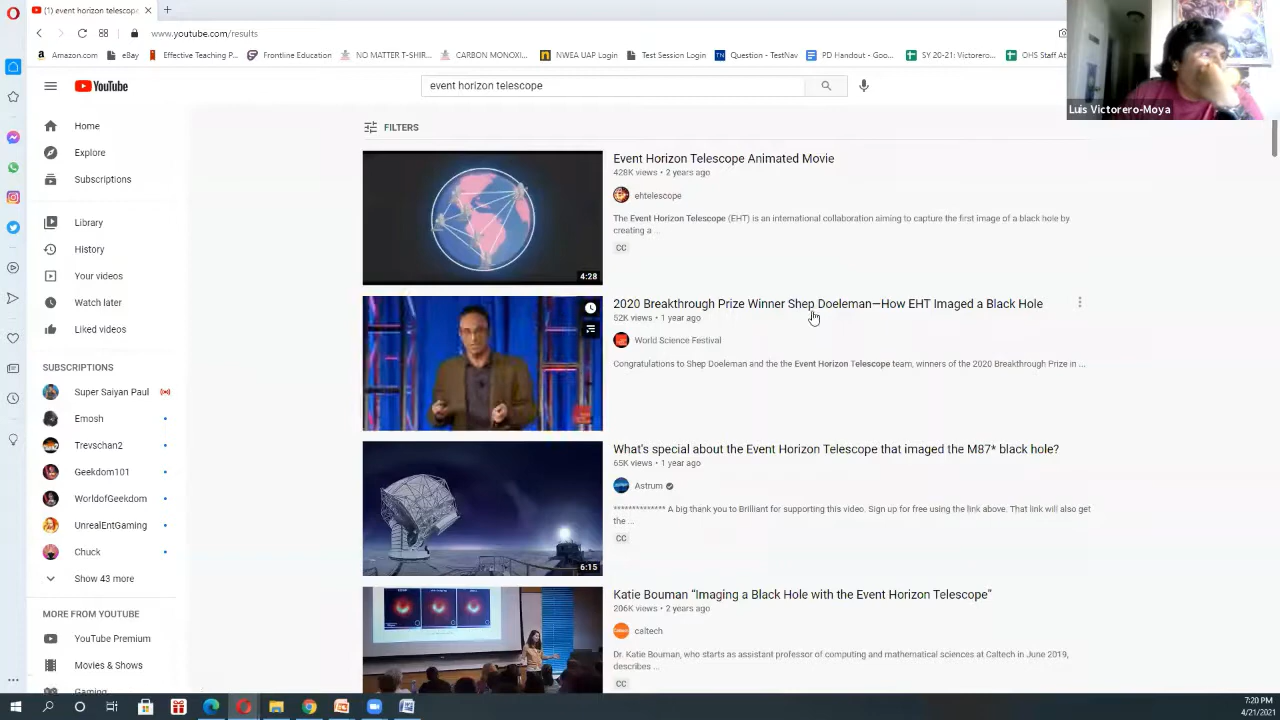 (1) event horizon telescope
www.youtube.com/results
Amazon.com
eBay
Effective Teaching P...
Frontline Education
NO MATTER T-SHIR...
CARBON MONOXI...
NWEA UAP Login
Test Session Login
TN
Question - TestNav
PD Handout - Goo...
SY 20-21: Victorero...
OHS Staff At
Luis Victorero-Moya
YouTube
event horizon telescope
FILTERS
Home
Explore
Subscriptions
Library
History
Your videos
Watch later
Liked videos
SUBSCRIPTIONS
Super Saiyan Paul
Emosh
Trevschan2
Geekdom101
WorldofGeekdom
UnrealEntGaming
Chuck
Show 43 more
MORE FROM YOUTUBE
YouTube Premium
Movies & Shows
Gaming
4:28
Event Horizon Telescope Animated Movie
428K views • 2 years ago
ehtelescope
The Event Horizon Telescope (EHT) is an international collaboration aiming to capture the first image of a black hole by
creating a ...
CC
2020 Breakthrough Prize Winner Shep Doeleman—How EHT Imaged a Black Hole
52K views • 1 year ago
World Science Festival
Congratulations to Shep Doeleman and the the Event Horizon Telescope team, winners of the 2020 Breakthrough Prize in ...
6:15
What's special about the Event Horizon Telescope that imaged the M87* black hole?
65K views • 1 year ago
Astrum
************* A big thank you to Brilliant for supporting this video. Sign up for free using the link above. That link will also get
the ...
CC
Katie Bouman “Imaging a Black Hole with the Event Horizon Telescope”
206K views • 2 years ago
caltech
Dr. Katie Bouman, who starts as assistant professor of computing and mathematical sciences at Caltech in June 2019,
describes ...
CC
7:20 PM
4/21/2021